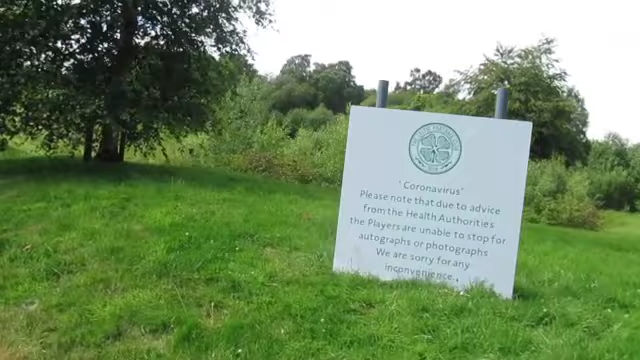 'Coronavirus'
Please note that due to advice
from the Health Authorities
the Players are unable to stop for
autographs or photographs
We are sorry for any
inconvenience.